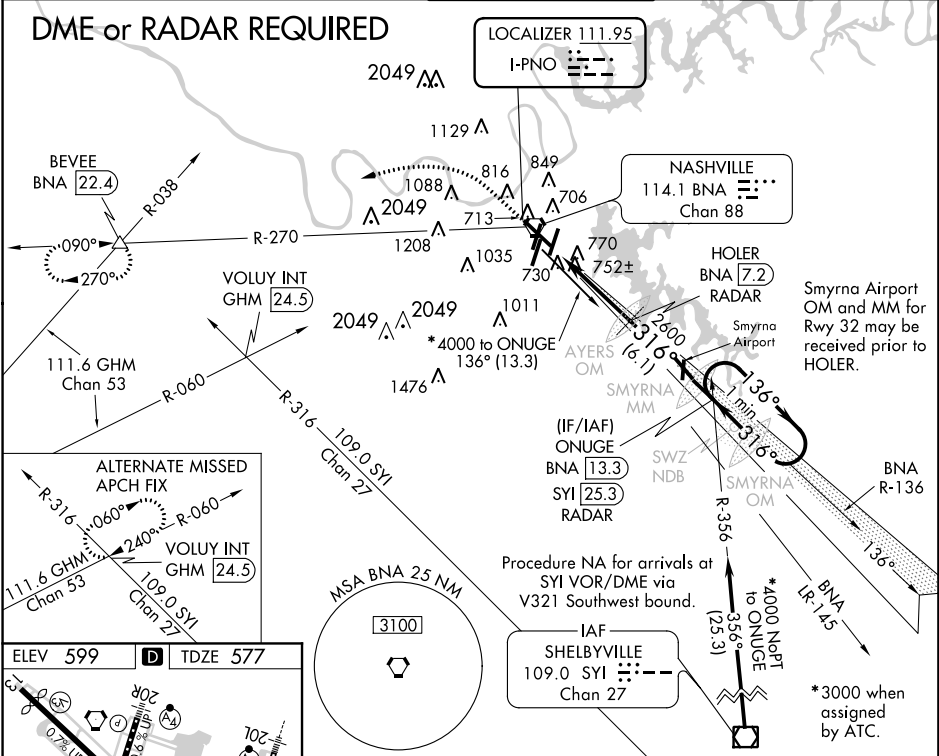 DME or RADAR REQUIRED
LOCALIZER 111.95
I-PNO
2049
1129
BEVEE
BNA 22.4
R-038
1088
816
849
706
NASHVILLE
114.1 BNA
Chan 88
2049
713
090°
270°
R-270
1208
1035
730
770
752±
HOLER
BNA 7.2
RADAR
VOLUY INT
GHM 24.5
2049
2049
1011
*4000 to ONUGE
136° (13.3)
2600
316°
(6.1)
Smyrna
Airport
Smyrna Airport
OM and MM for
Rwy 32 may be
received prior to
HOLER.
AYERS
OM
111.6 GHM
Chan 53
R-060
1476
SMYRNA
MM
136°
1 min
316°
R-316
109.0 SYI
Chan 27
(IF/IAF)
ONUGE
BNA 13.3
SYI 25.3
RADAR
SWZ
NDB
SMYRNA
OM
BNA
R-136
136°
ALTERNATE MISSED
APCH FIX
R-316
060°
R-060
240°
VOLUY INT
GHM 24.5
111.6 GHM
Chan 53
109.0 SYI
Chan 27
R-356
BNA
LR-145
Procedure NA for arrivals at
SYI VOR/DME via
V321 Southwest bound.
*4000 NoPT
to ONUGE
356°
(25.3)
MSA BNA 25 NM
3100
IAF
SHELBYVILLE
109.0 SYI
Chan 27
*3000 when
assigned
by ATC.
ELEV 599
D
TDZE 577
13
P
20R
A4
20L